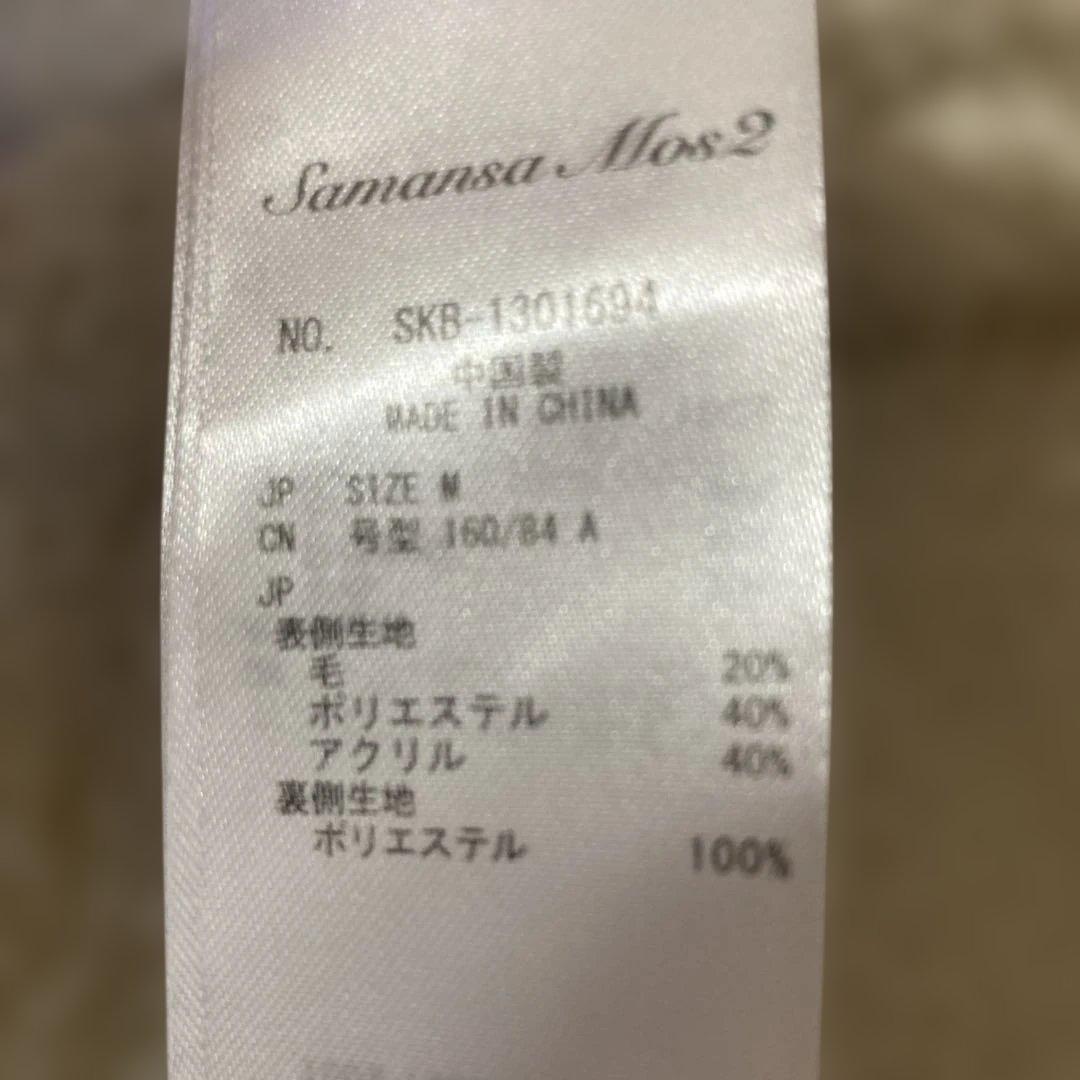 Samansa Mos2
NO. SKB-1301694
中国製
MADE IN CHINA
JP SIZE M
CN 号型 160/84 A
JP
表側生地
毛 20%
ポリエステル 40%
アクリル 40%
裏側生地
ポリエステル 100%